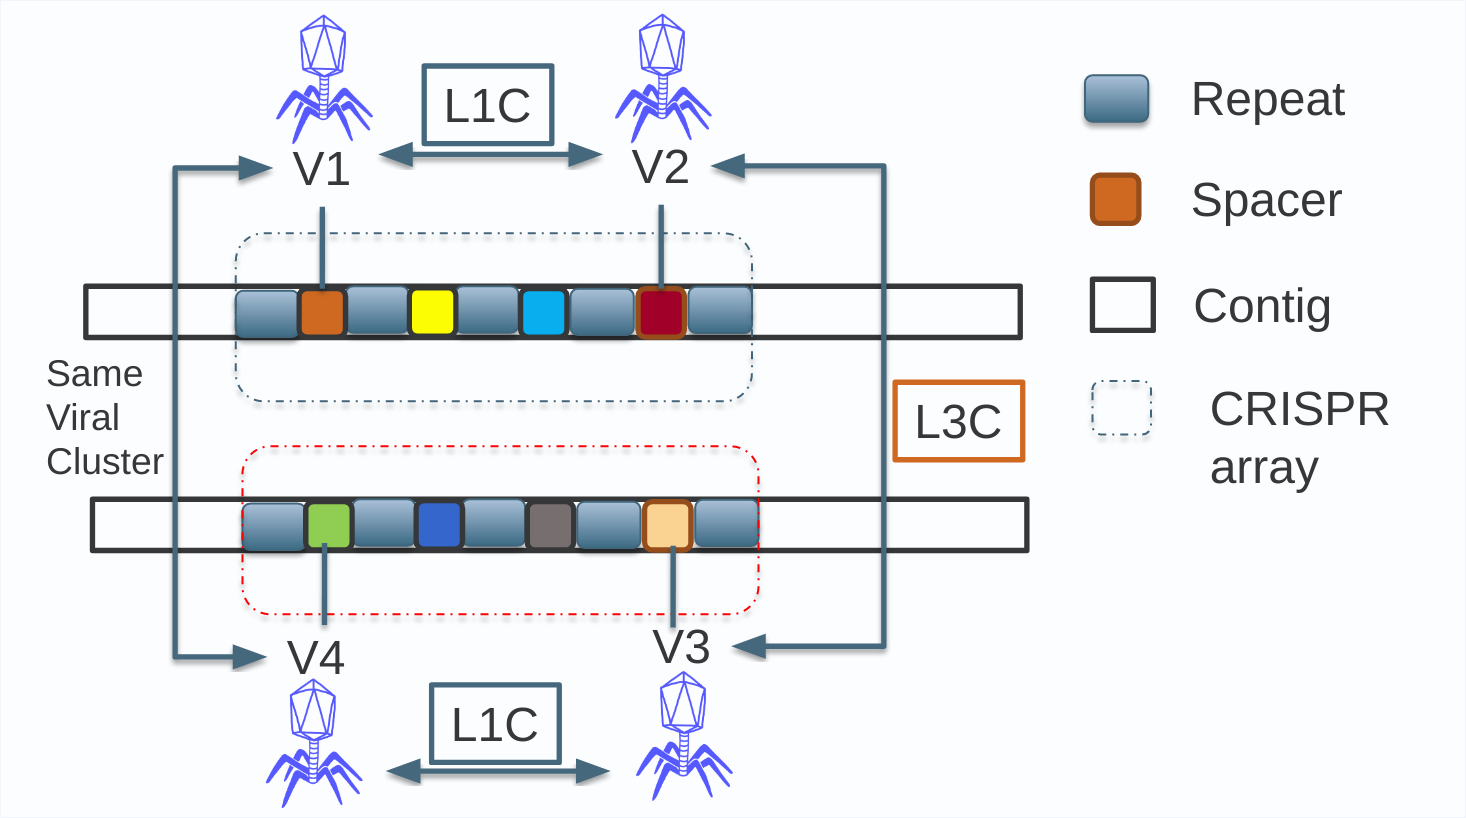 L1C
V1
V2
Repeat
Spacer
Contig
CRISPR
array
Same
Viral
Cluster
L3C
V4
V3
L1C